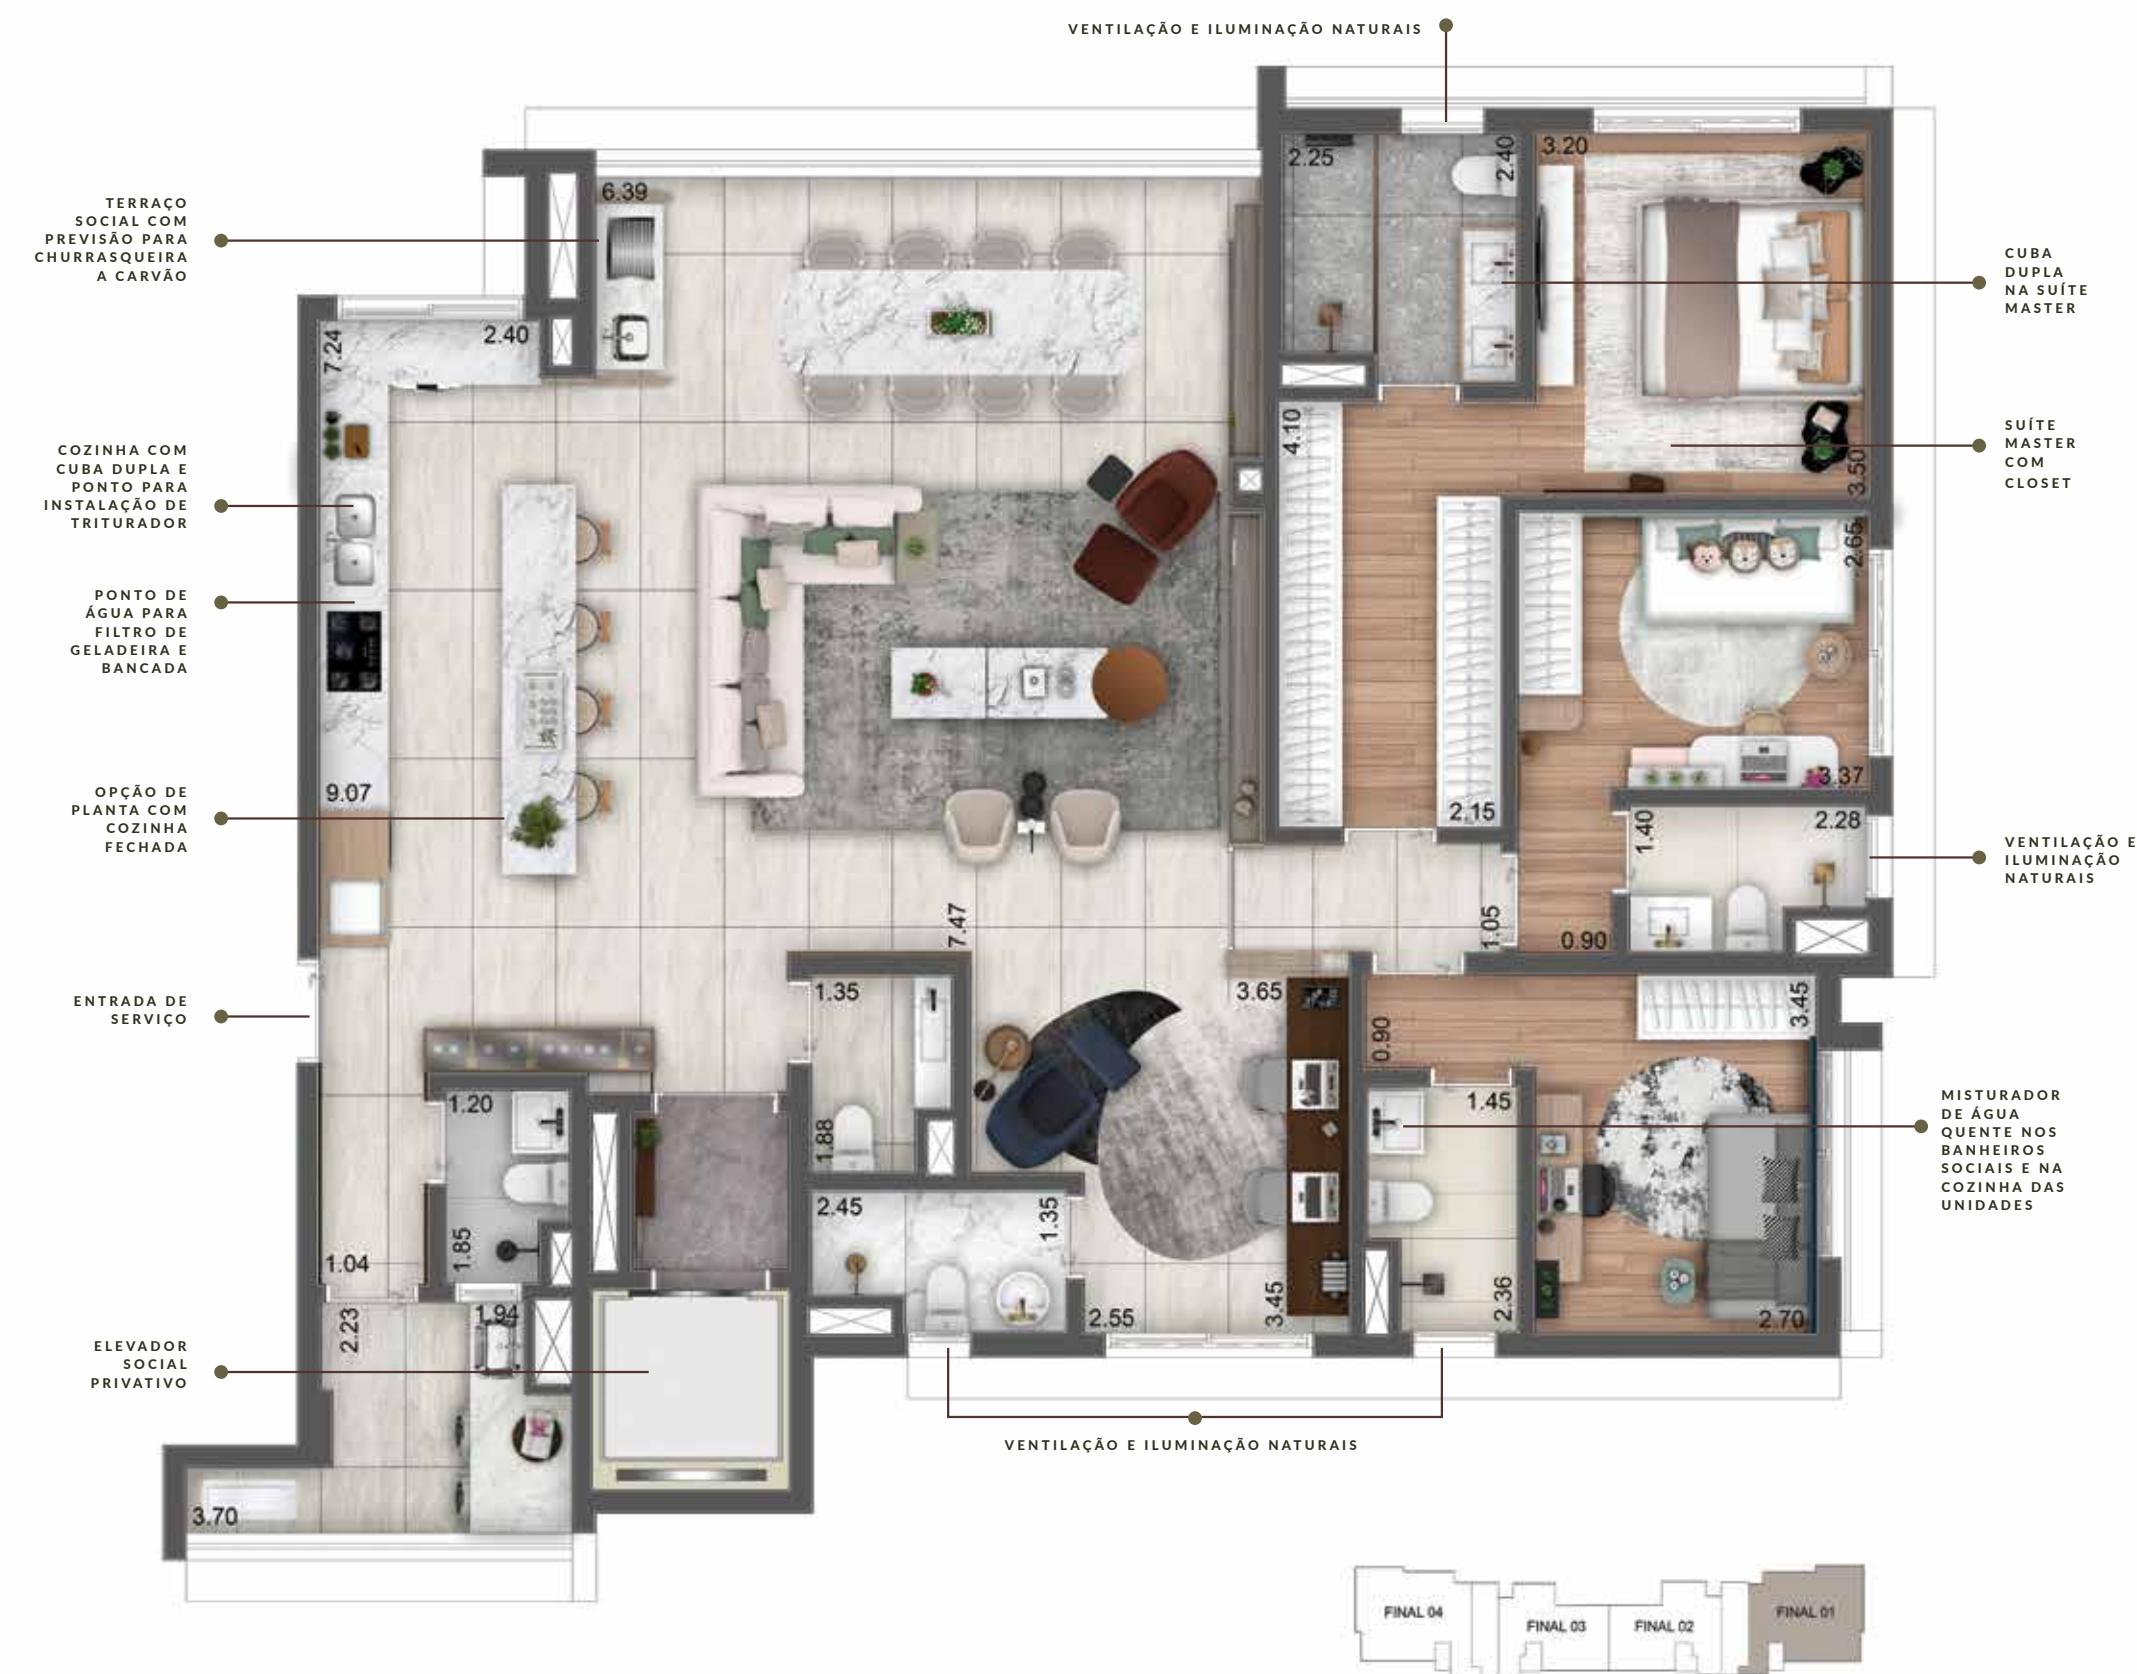 VENTILAÇÃO E ILUMINAÇÃO NATURAIS
TERRAÇO
SOCIAL COM
PREVISÃO PARA
CHURRASQUEIRA
A CARVÃO
COZINHA COM
CUBA DUPLA E
PONTO PARA
INSTALAÇÃO DE
TRITURADOR
PONTO DE
ÁGUA PARA
FILTRO DE
GELADEIRA E
BANCADA
OPÇÃO DE
PLANTA COM
COZINHA
FECHADA
ENTRADA DE
SERVIÇO
ELEVADOR
SOCIAL
PRIVATIVO
6.39
7.24
2.40
9.07
7.47
2.25
2.40
3.20
4.10
3.50
2.65
2.15
3.37
1.40
2.28
1.05
0.90
1.35
3.65
0.90
3.45
1.20
1.88
1.45
1.85
2.45
1.35
1.04
2.23
1.94
2.55
3.45
2.36
2.70
3.70
CUBA
DUPLA
NA SUÍTE
MASTER
SUÍTE
MASTER
COM
CLOSET
VENTILAÇÃO E
ILUMINAÇÃO
NATURAIS
MISTURADOR
DE ÁGUA
QUENTE NOS
BANHEIROS
SOCIAIS E NA
COZINHA DAS
UNIDADES
VENTILAÇÃO E ILUMINAÇÃO NATURAIS
FINAL 04
FINAL 03
FINAL 02
FINAL 01